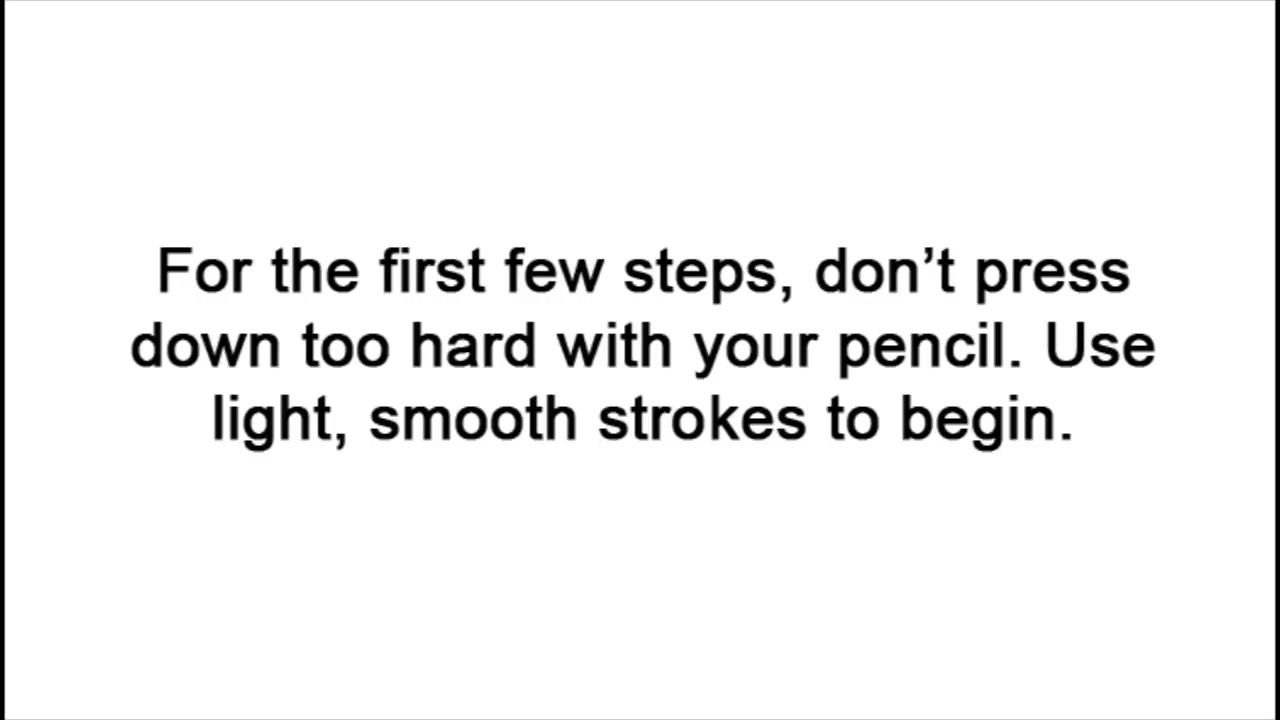 For the first few steps, don’t press
down too hard with your pencil. Use
light, smooth strokes to begin.